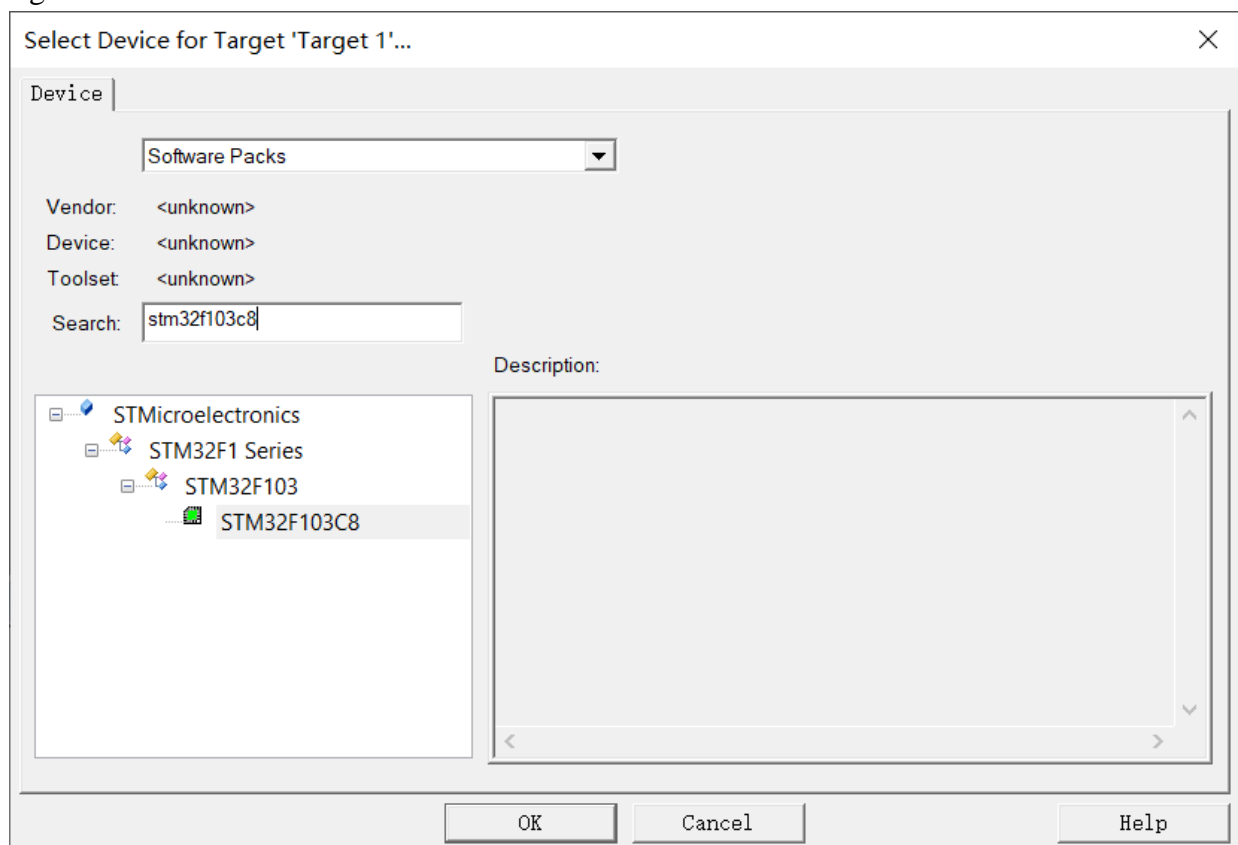 Select Device for Target 'Target 1'...
Device
Software Packs
Vendor: <unknown>
Device: <unknown>
Toolset: <unknown>
Search: stm32f103c8
Description:
STMicroelectronics
STM32F1 Series
STM32F103
STM32F103C8
OK Cancel Help